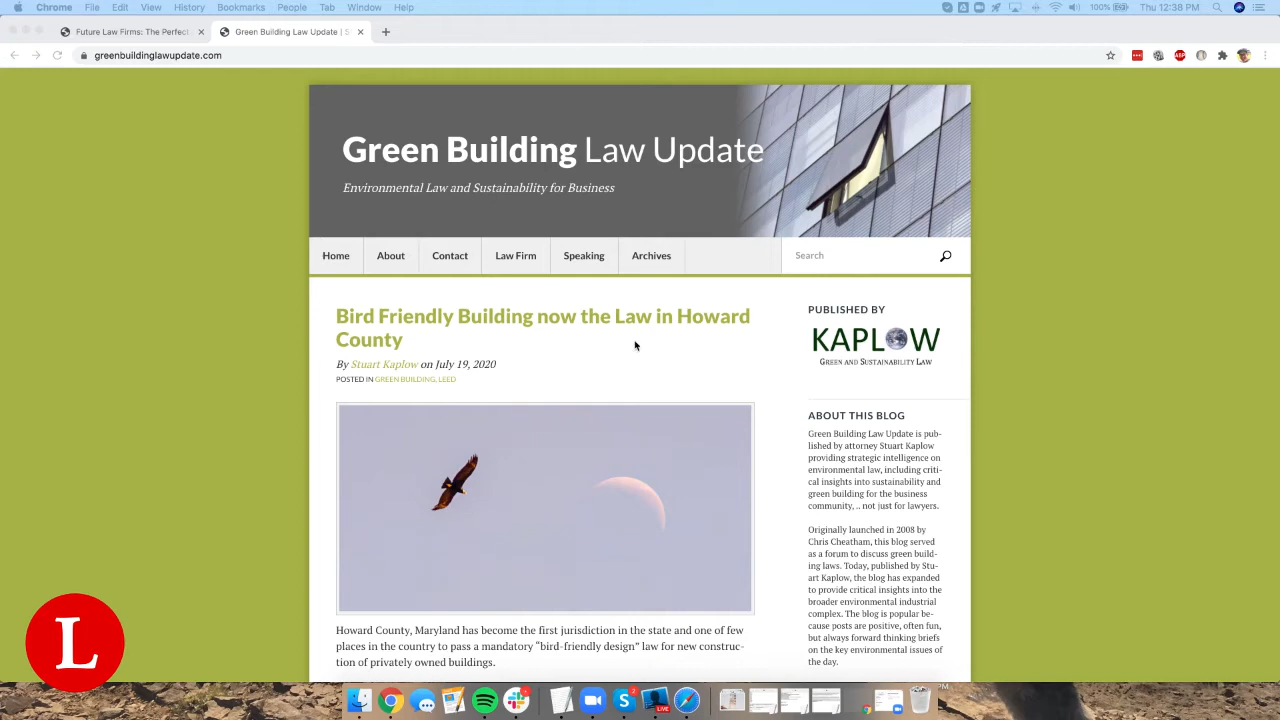 Chrome File Edit View History Bookmarks People Tab Window Help
100% Thu 12:38 PM
Future Law Firms: The Perfect
Green Building Law Update | S
greenbuildinglawupdate.com
ABP
Green Building Law Update
Environmental Law and Sustainability for Business
Home About Contact Law Firm Speaking Archives
Search
Bird Friendly Building now the Law in Howard
County
By Stuart Kaplow on July 19, 2020
POSTED IN GREEN BUILDING, LEED
Howard County, Maryland has become the first jurisdiction in the state and one of few
places in the country to pass a mandatory “bird-friendly design” law for new construc-
tion of privately owned buildings.
PUBLISHED BY
KAPLOW
GREEN AND SUSTAINABILITY LAW
ABOUT THIS BLOG
Green Building Law Update is pub-
lished by attorney Stuart Kaplow
providing strategic intelligence on
environmental law, including criti-
cal insights into sustainability and
green building for the business
community, .. not just for lawyers.
Originally launched in 2008 by
Chris Cheatham, this blog served
as a forum to discuss green build-
ing laws. Today, published by Stu-
art Kaplow, the blog has expanded
to provide critical insights into the
broader environmental industrial
complex. The blog is popular be-
cause posts are positive, often fun,
but always forward thinking briefs
on the key environmental issues of
the day.
L
LIVE
PM